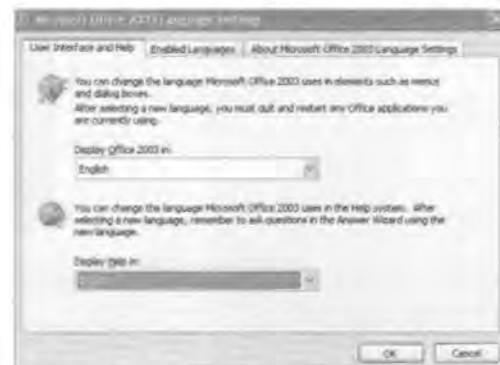 Microsoft Office 2003 Language Settings
User Interface and Help Enabled Languages About Microsoft Office 2003 Language Settings
You can change the language Microsoft Office 2003 uses in elements such as menus
and dialog boxes.
After selecting a new language, you must quit and restart any Office applications you
are currently using.
Display Office 2003 in:
English
You can change the language Microsoft Office 2003 uses in the Help system. After
selecting a new language, remember to ask questions in the Answer Wizard using the
new language.
Display Help in:
OK Cancel